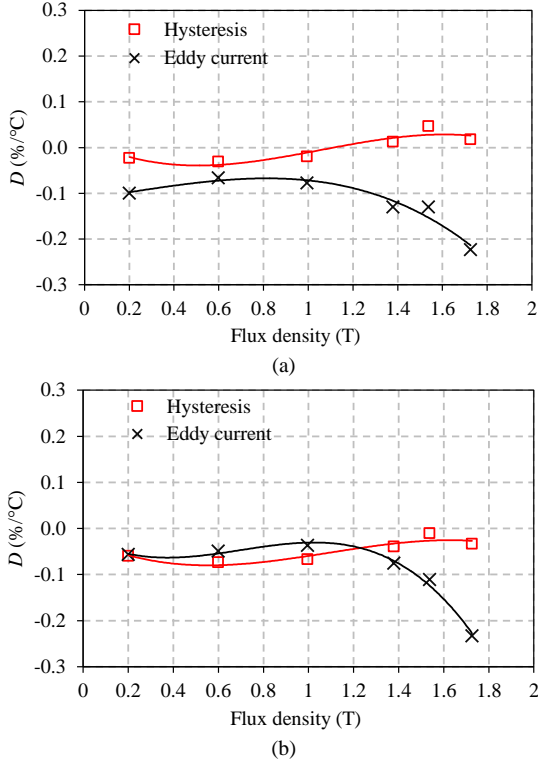 0.3
Hysteresis
0.2
Eddy current
0.1
D (%/°C)
0.0
-0.1
-0.2
-0.3
0 0.2 0.4 0.6 0.8 1 1.2 1.4 1.6 1.8 2
Flux density (T)
(a)
0.3
Hysteresis
Eddy current
0.2
0.1
D (%/°C)
0.0
-0.1
-0.2
-0.3
0 0.2 0.4 0.6 0.8 1 1.2 1.4 1.6 1.8 2
Flux density (T)
(b)